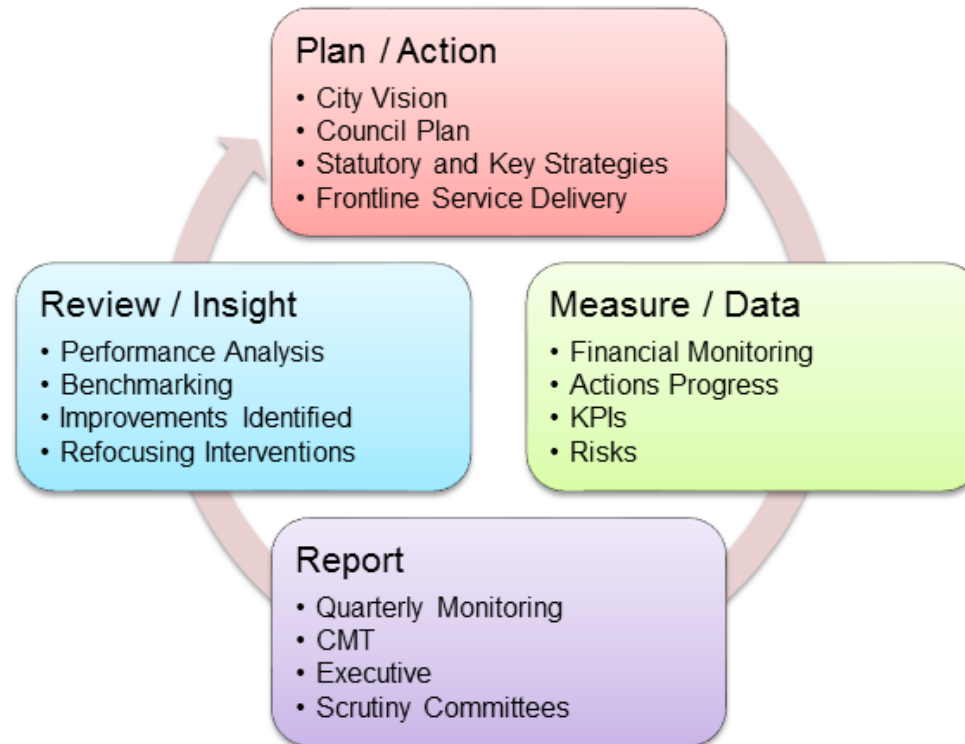 Plan / Action
• City Vision
• Council Plan
• Statutory and Key Strategies
• Frontline Service Delivery
Measure / Data
• Financial Monitoring
• Actions Progress
• KPIs
• Risks
Report
• Quarterly Monitoring
• CMT
• Executive
• Scrutiny Committees
Review / Insight
• Performance Analysis
• Benchmarking
• Improvements Identified
• Refocusing Interventions